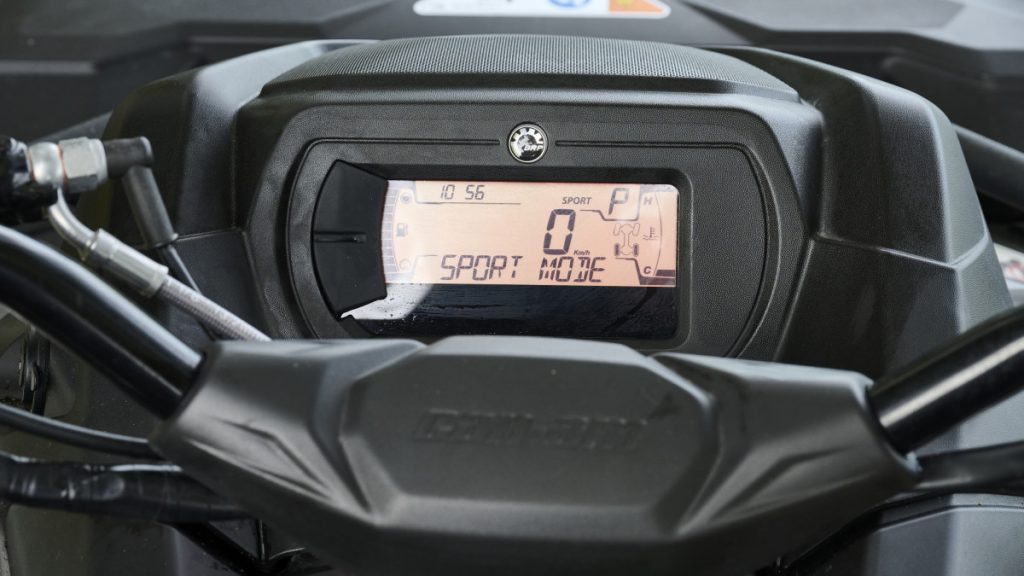 BRP
10 56
SPORT P H
0
Km/h
SPORT MODE C
can-am